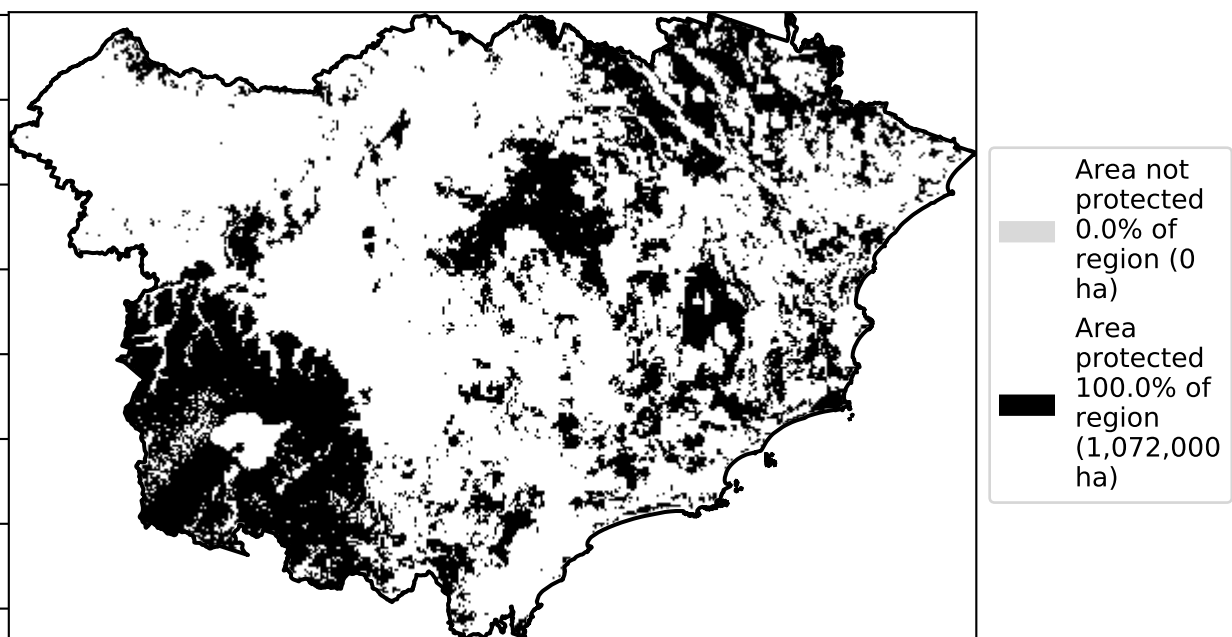 Area not
protected
0.0% of
region (0
ha)
Area
protected
100.0% of
region
(1,072,000
ha)